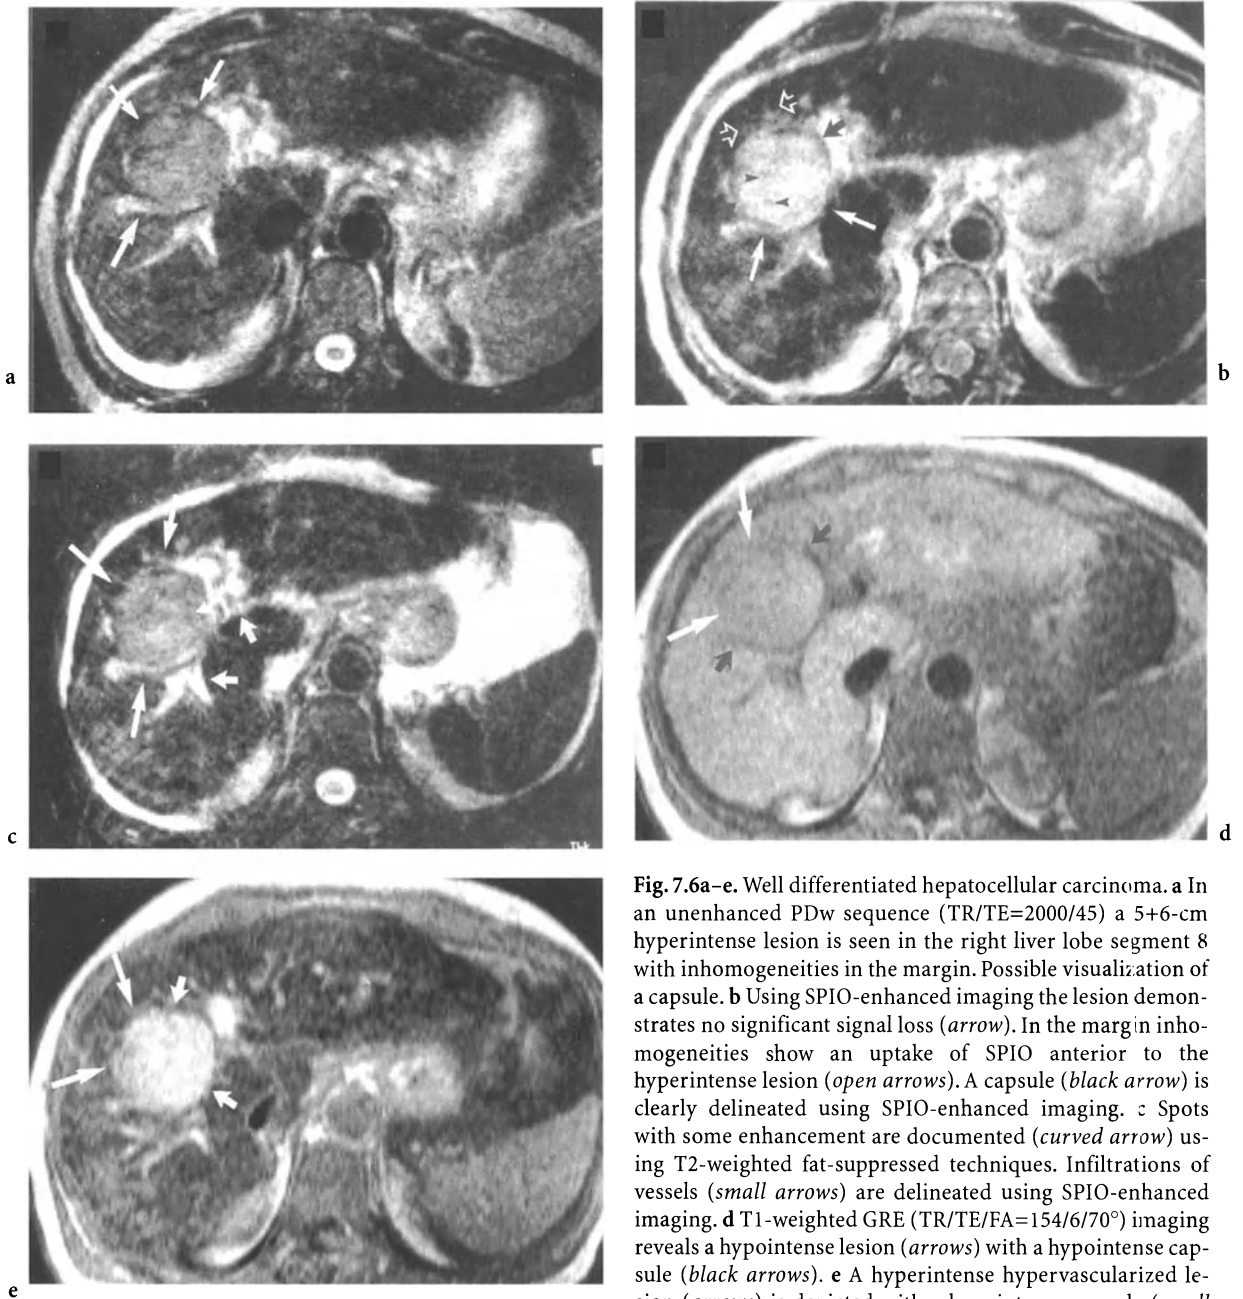 a
b
c
d
e
Fig. 7.6a–e. Well differentiated hepatocellular carcinoma. a In
an unenhanced PDw sequence (TR/TE=2000/45) a 5+6-cm
hyperintense lesion is seen in the right liver lobe segment 8
with inhomogeneities in the margin. Possible visualization of
a capsule. b Using SPIO-enhanced imaging the lesion demon-
strates no significant signal loss (arrow). In the margin inho-
mogeneities show an uptake of SPIO anterior to the
hyperintense lesion (open arrows). A capsule (black arrow) is
clearly delineated using SPIO-enhanced imaging. c Spots
with some enhancement are documented (curved arrow) us-
ing T2-weighted fat-suppressed techniques. Infiltrations of
vessels (small arrows) are delineated using SPIO-enhanced
imaging. d T1-weighted GRE (TR/TE/FA=154/6/70°) imaging
reveals a hypointense lesion (arrows) with a hypointense cap-
sule (black arrows). e A hyperintense hypervascularized le-